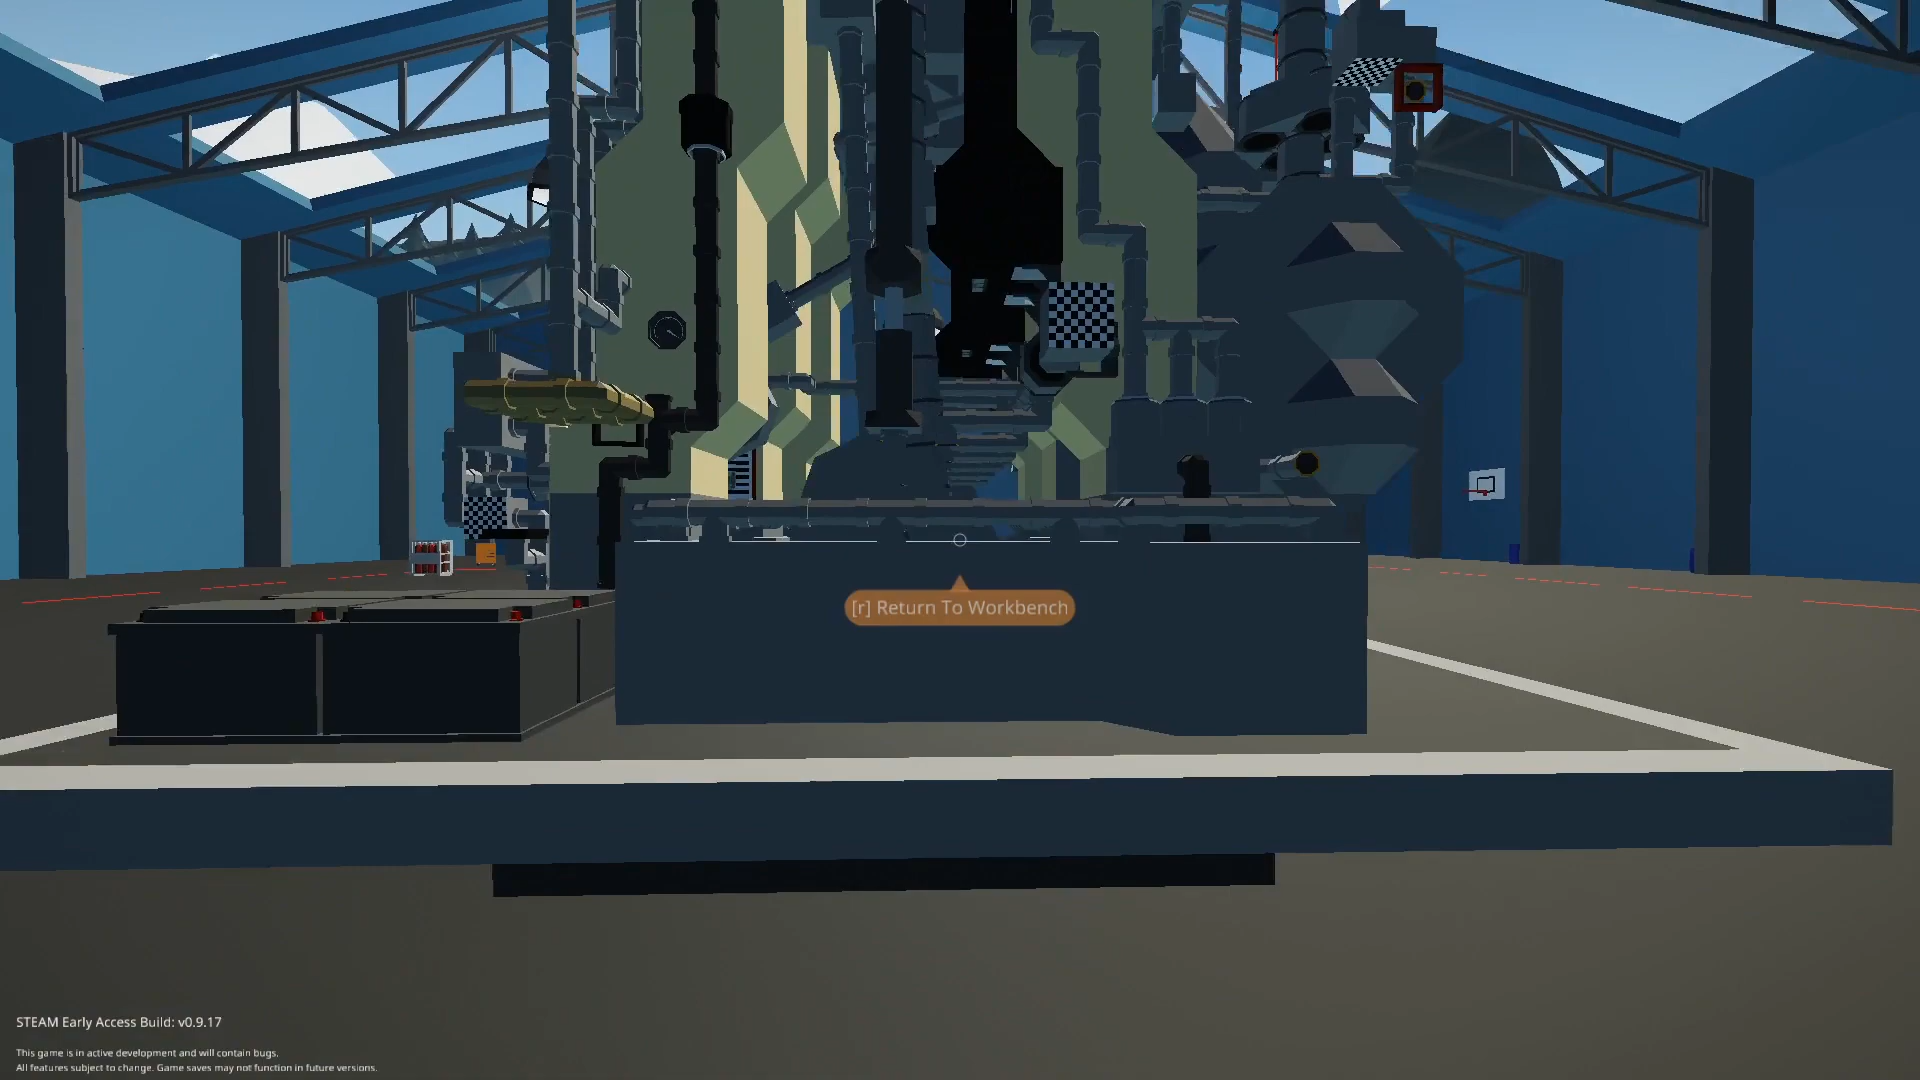 [r] Return To Workbench
STEAM Early Access Build: v0.9.17
This game is in active development and will contain bugs.
All features subject to change. Game saves may not function in future versions.